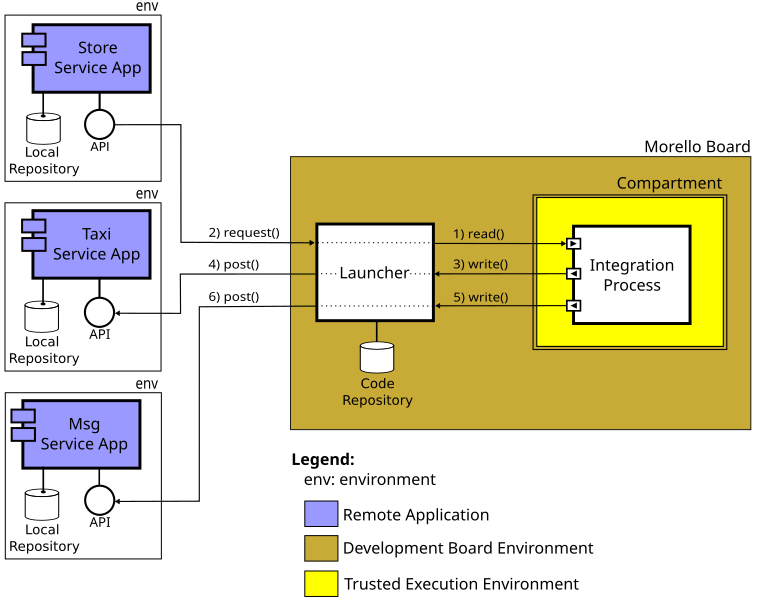 env
Store
Service App
API
Local
Repository
env
Taxi
Service App
API
Local
Repository
env
Msg
Service App
API
Local
Repository
2) request()
4) post()
6) post()
Morello Board
Compartment
Launcher
1) read()
3) write()
5) write()
Integration
Process
Code
Repository
Legend:
env: environment
Remote Application
Development Board Environment
Trusted Execution Environment